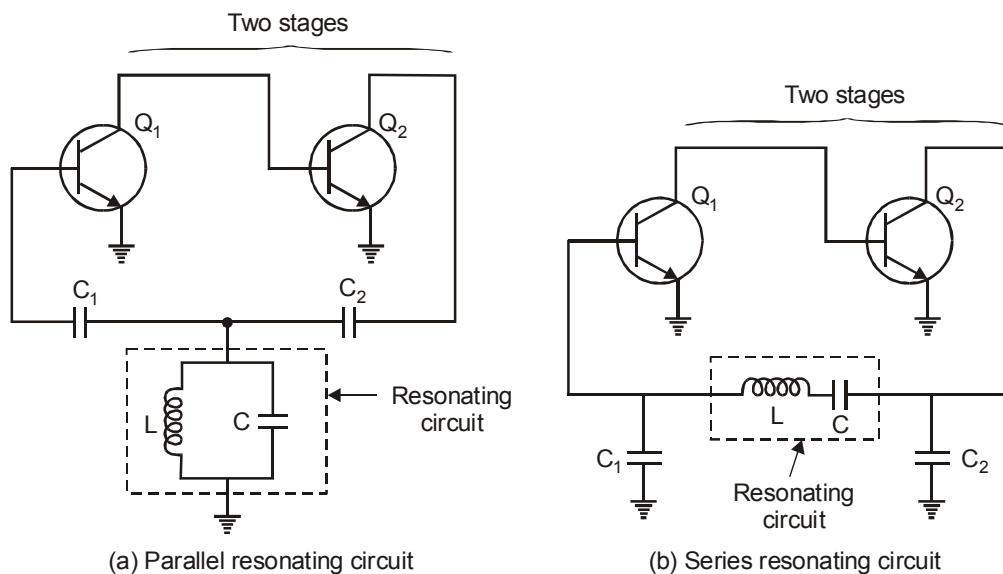 Two stages
Q1
Q2
C1
C2
L
C
Resonating
circuit
(a) Parallel resonating circuit
Two stages
Q1
Q2
L
C
C1
C2
Resonating
circuit
(b) Series resonating circuit